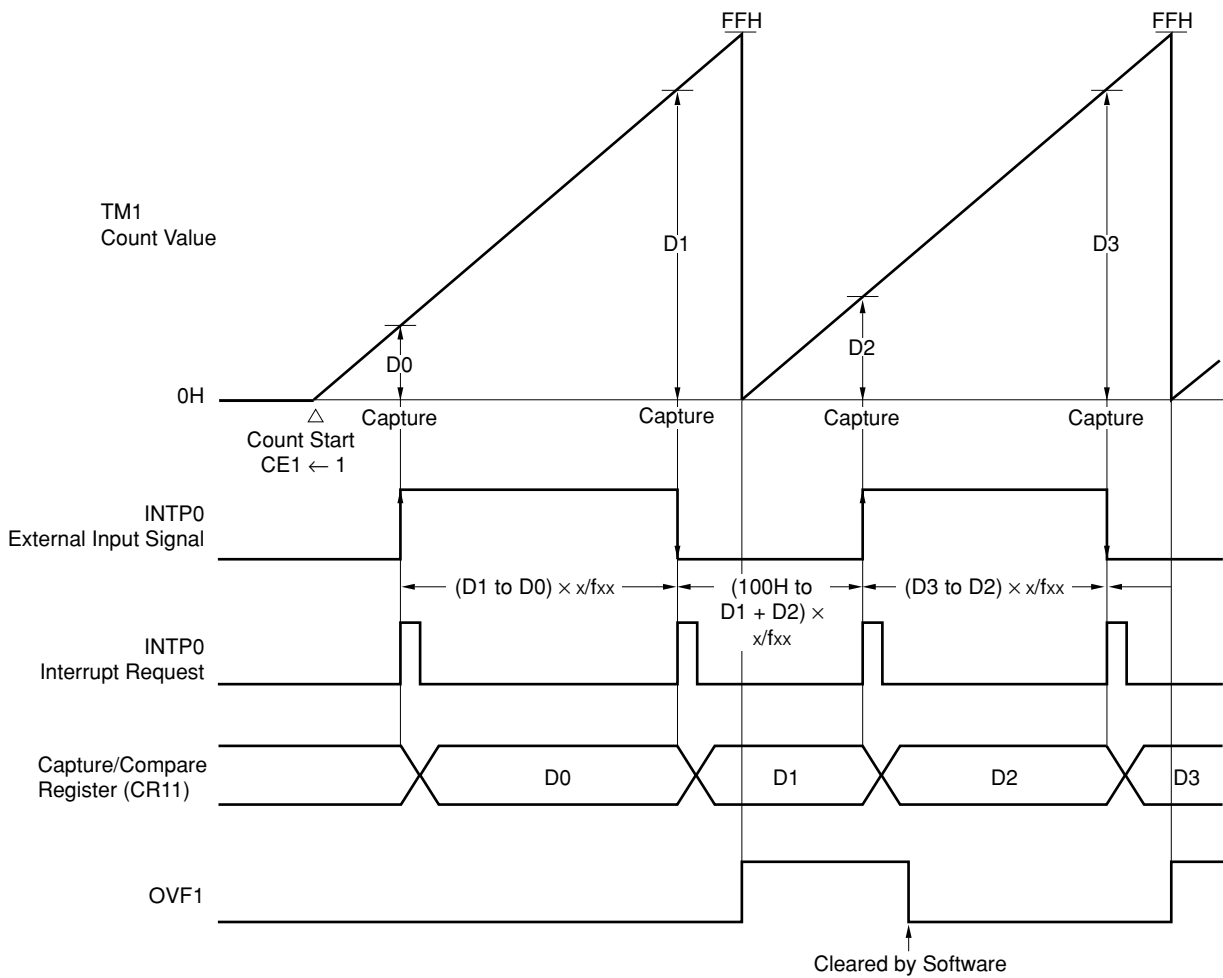 FFH
FFH
TM1
Count Value
D1
D3
D0
D2
0H
Capture
Capture
Capture
Capture
△
Count Start
CE1 ← 1
INTP0
External Input Signal
(D1 to D0) × x/fxx
(100H to
D1 + D2) ×
x/fxx
(D3 to D2) × x/fxx
INTP0
Interrupt Request
Capture/Compare
Register (CR11)
D0
D1
D2
D3
OVF1
Cleared by Software